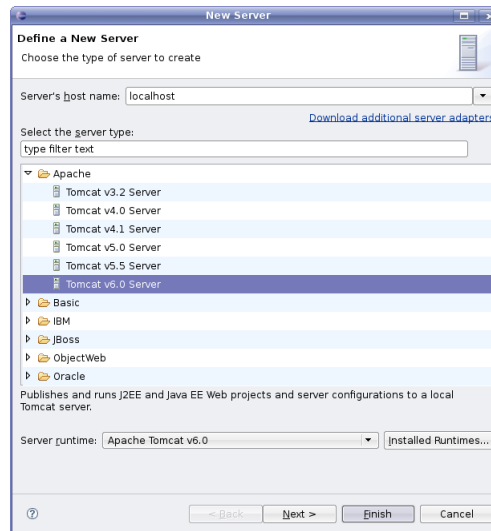 New Server
Define a New Server
Choose the type of server to create
Server's host name: localhost
Download additional server adapters
Select the server type:
type filter text
Apache
Tomcat v3.2 Server
Tomcat v4.0 Server
Tomcat v4.1 Server
Tomcat v5.0 Server
Tomcat v5.5 Server
Tomcat v6.0 Server
Basic
IBM
JBoss
ObjectWeb
Oracle
Publishes and runs J2EE and Java EE Web projects and server configurations to a local
Tomcat server.
Server runtime: Apache Tomcat v6.0 Installed Runtimes...
? < Back Next > Finish Cancel